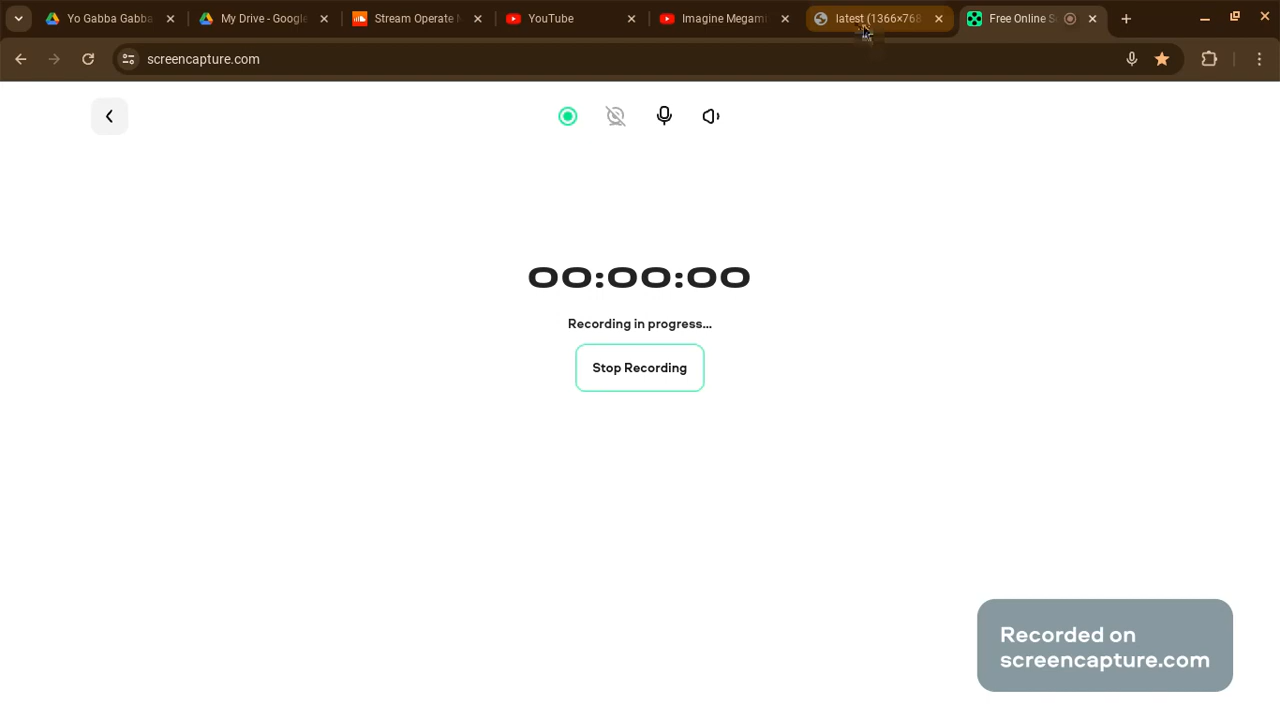 Yo Gabba Gabba
My Drive - Google
Stream Operate
YouTube
Imagine Megam
latest (1366×768
Free Online S
screencapture.com
00:00:00
Recording in progress...
Stop Recording
Recorded on
screencapture.com